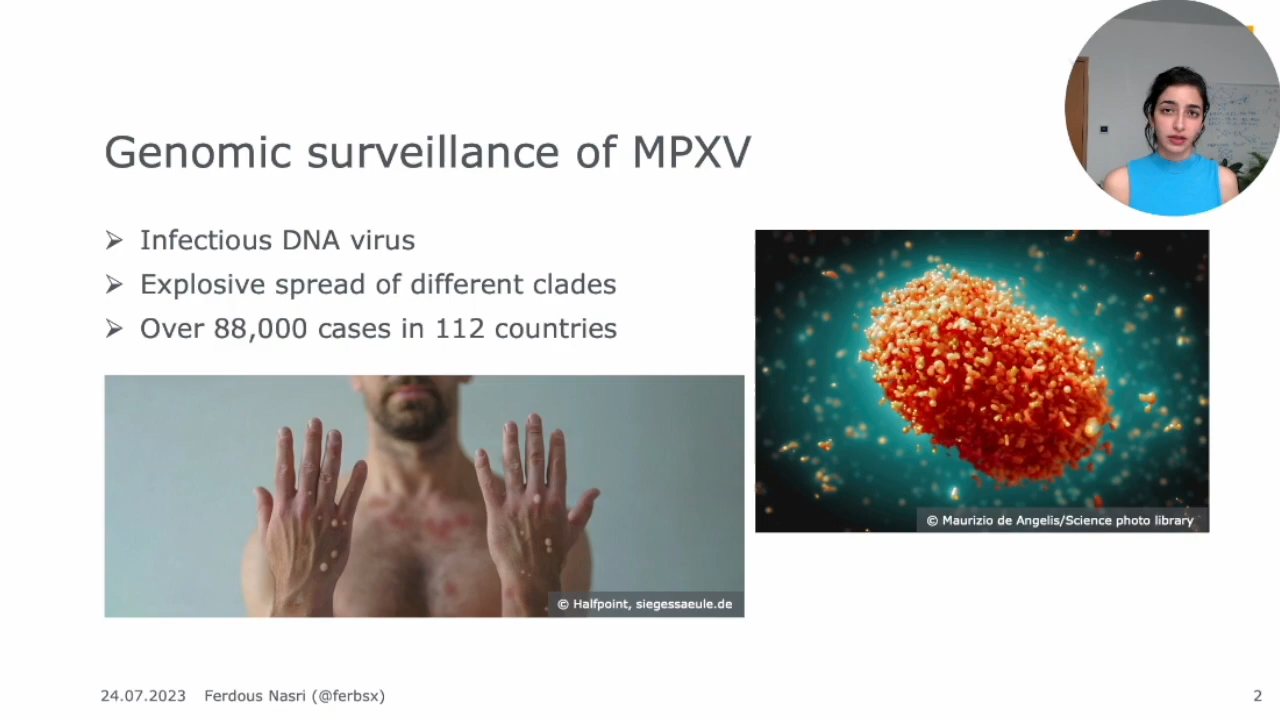 Genomic surveillance of MPXV
➢ Infectious DNA virus
➢ Explosive spread of different clades
➢ Over 88,000 cases in 112 countries
© Maurizio de Angelis/Science photo library
© Halfpoint, siegessaeule.de
24.07.2023 Ferdous Nasri (@ferbsx)
2